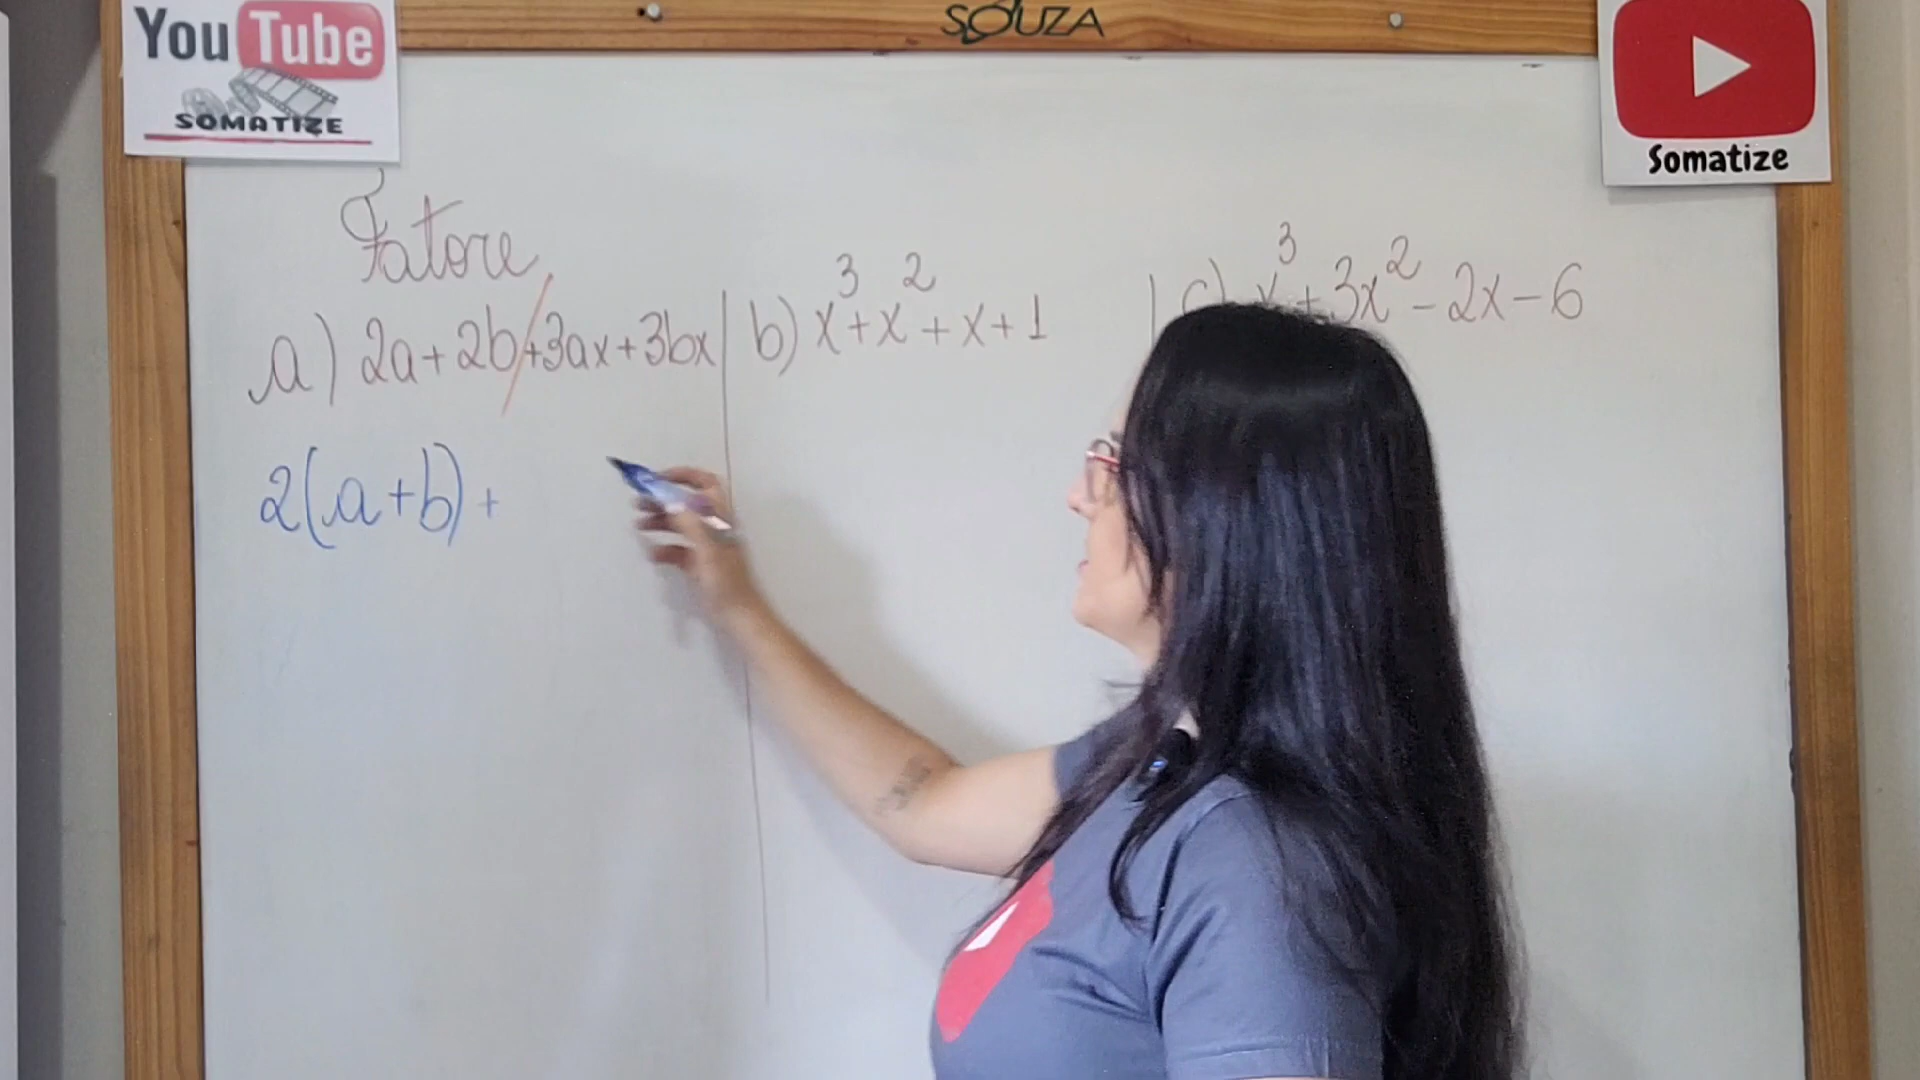 SOUZA
YouTube
SOMATIZE
Somatize
Fatore
a) 2a+2b/+3ax+3bx
b) x³+x²+x+1
c) x³+3x²-2x-6
2(a+b)+